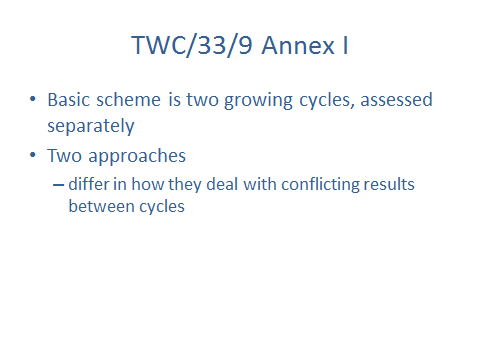 TWC/33/9 Annex I
• Basic scheme is two growing cycles, assessed
separately
• Two approaches
– differ in how they deal with conflicting results
between cycles